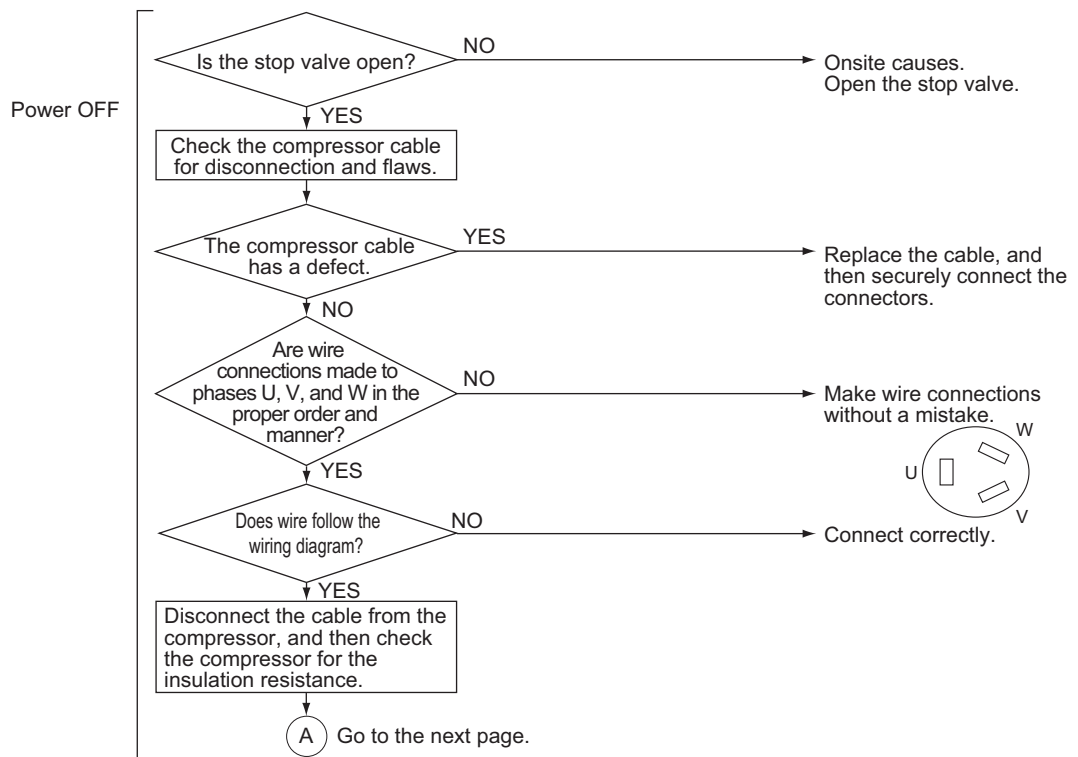 Power OFF
Is the stop valve open?
NO
Onsite causes.
Open the stop valve.
YES
Check the compressor cable
for disconnection and flaws.
The compressor cable
has a defect.
YES
Replace the cable, and
then securely connect the
connectors.
NO
Are wire
connections made to
phases U, V, and W in the
proper order and
manner?
NO
Make wire connections
without a mistake.
W
U
V
YES
Does wire follow the
wiring diagram?
NO
Connect correctly.
YES
Disconnect the cable from the
compressor, and then check
the compressor for the
insulation resistance.
A
Go to the next page.